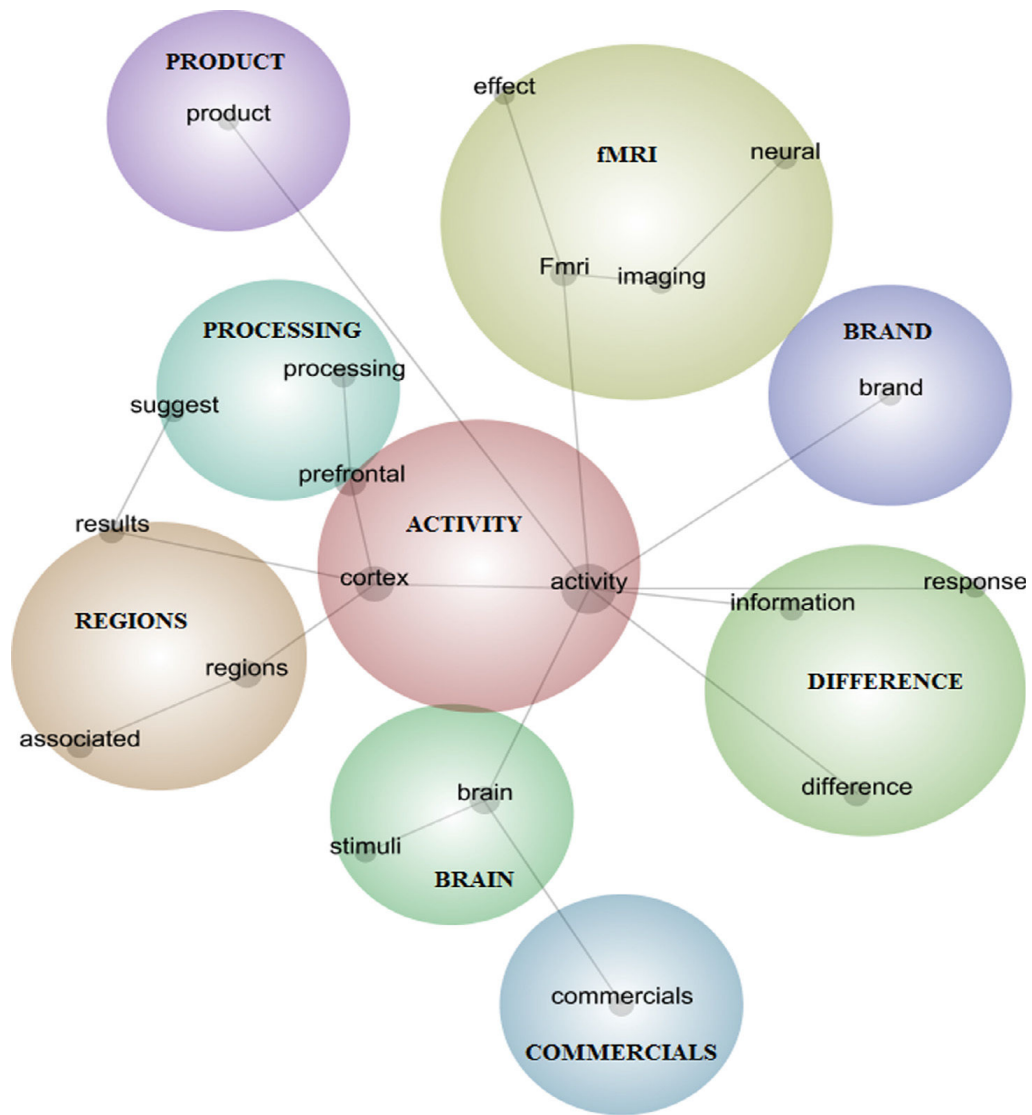 PRODUCT
product
effect
fMRI
neural
Fmri
imaging
PROCESSING
processing
suggest
prefrontal
BRAND
brand
results
ACTIVITY
cortex
activity
response
information
REGIONS
regions
associated
DIFFERENCE
difference
brain
stimuli
BRAIN
commercials
COMMERCIALS